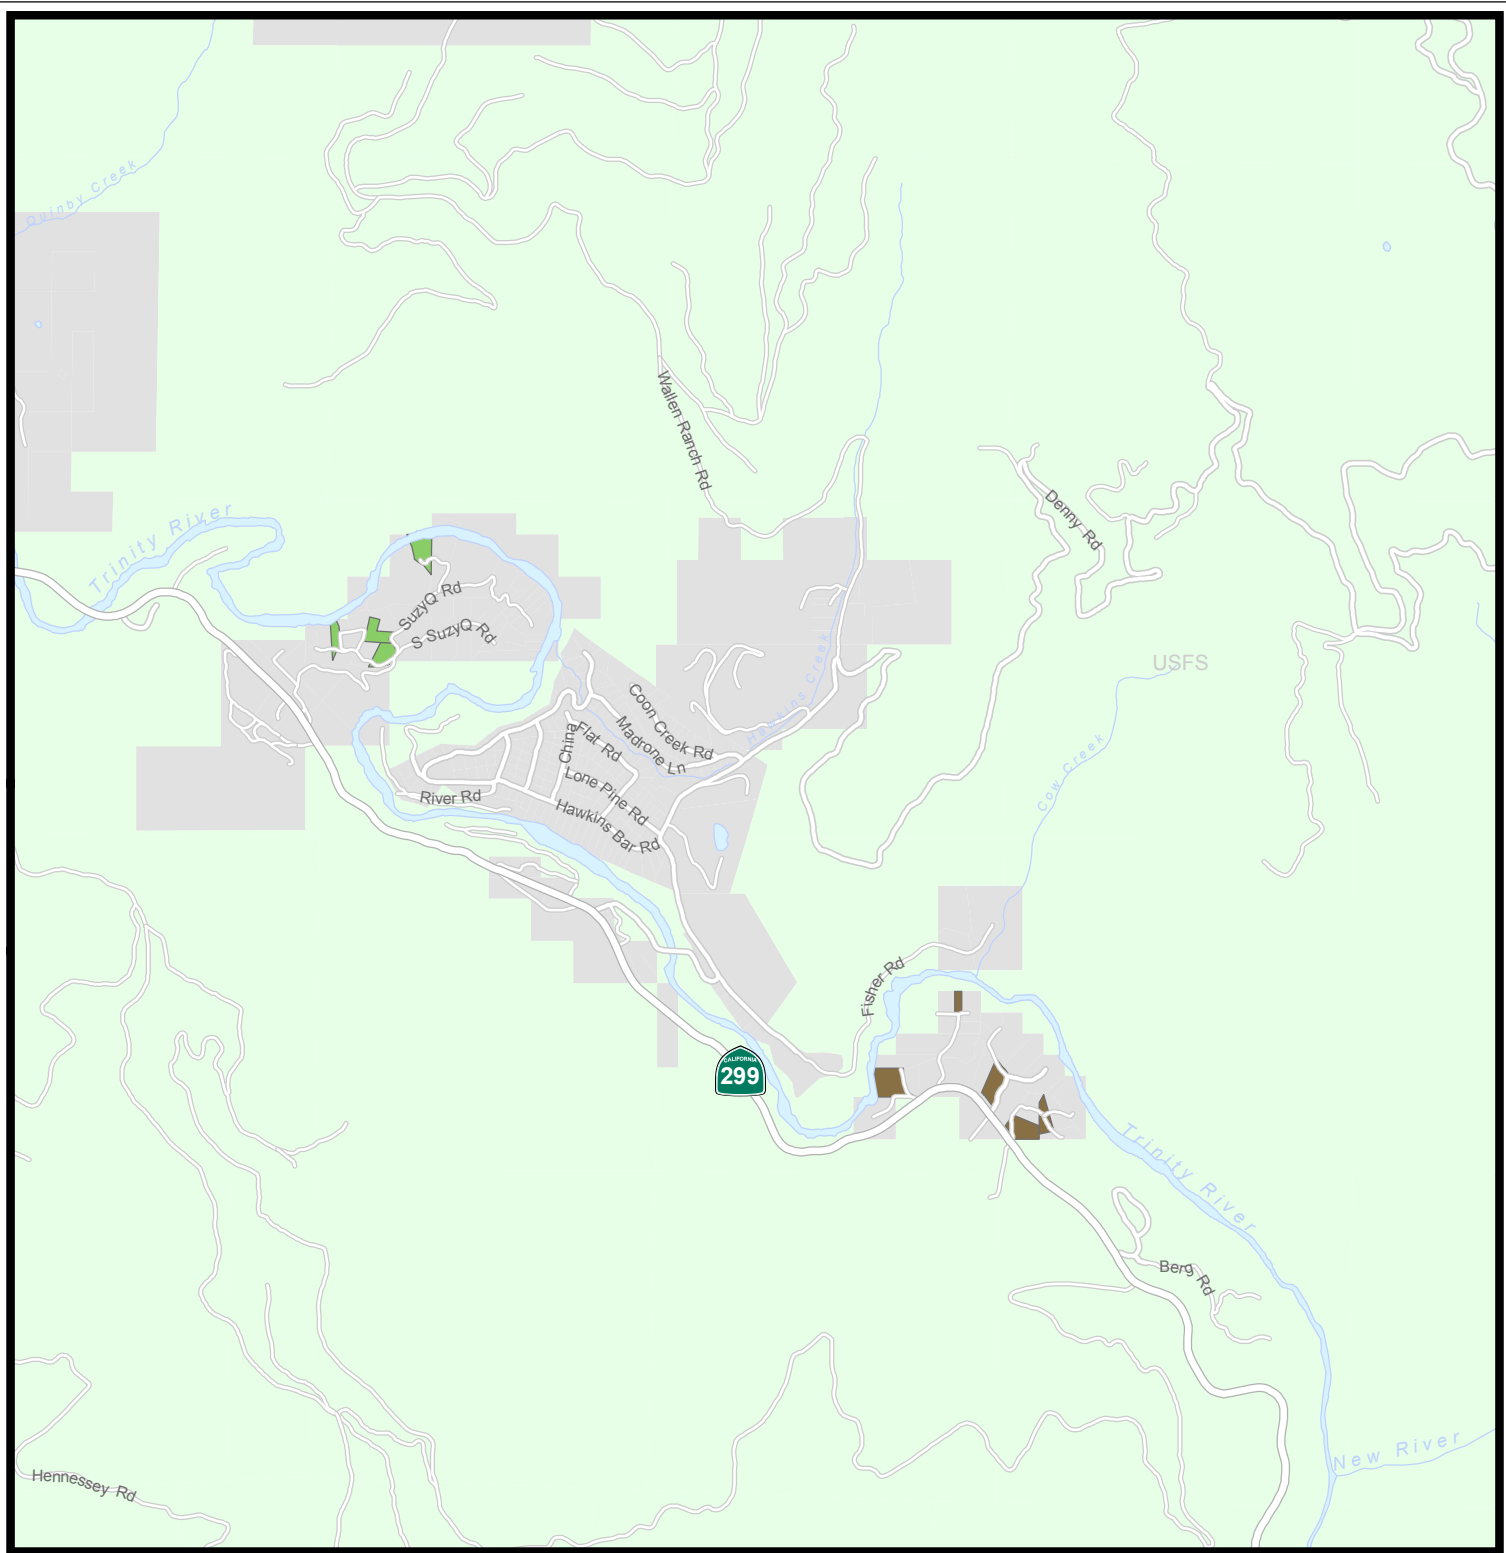 Quinby Creek
Wallen Ranch Rd
Denny Rd
Trinity River
SuzyQ Rd
S SuzyQ Rd
USFS
Hawkins Creek
Coon Creek Rd
Madrone Ln
China
Flat Rd
Lone Pine Rd
River Rd
Hawkins Bar Rd
Cow Creek
Fisher Rd
CALIFORNIA
299
Trinity River
Berg Rd
New River
Hennessey Rd